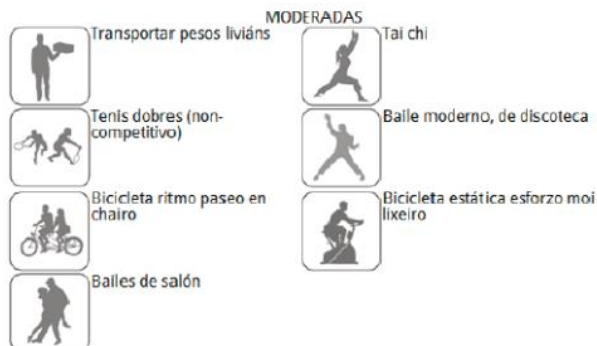 MODERADAS
Transportar pesos liviáns
Tai chi
Tenis dobres (non-
competitivo)
Baile moderno, de discoteca
Bicicleta ritmo paseo en
chairo
Bicicleta estática esforzo moi
lixeiro
Bailes de salón